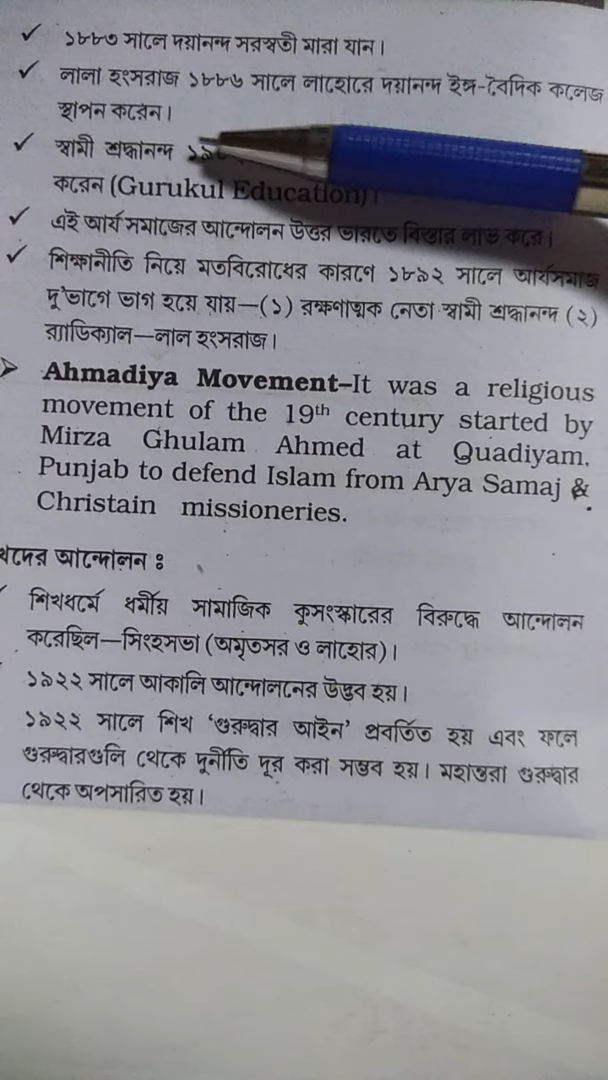 ✓ ১৮৮৩ সালে দয়ানন্দ সরস্বতী মারা যান।
✓ লালা হংসরাজ ১৮৮৬ সালে লাহোরে দয়ানন্দ ইঙ্গ-বৈদিক কলেজ
স্থাপন করেন।
✓ স্বামী শ্রদ্ধানন্দ
করেন (Gurukul Education)।
✓ এই আর্য সমাজের আন্দোলন উত্তর ভারতে বিস্তার লাভ করে।
✓ শিক্ষানীতি নিয়ে মতবিরোধের কারণে ১৮৯২ সালে আর্যসমাজ
দু'ভাগে ভাগ হয়ে যায়—(১) রক্ষণাত্মক নেতা স্বামী শ্রদ্ধানন্দ (২)
র‍্যাডিক্যাল—লাল হংসরাজ।
➤ Ahmadiya Movement–It was a religious
movement of the 19th century started by
Mirza Ghulam Ahmed at Quadiyam,
Punjab to defend Islam from Arya Samaj &
Christain missioneries.
আন্দোলন ঃ
শিখধর্মে ধর্মীয় সামাজিক কুসংস্কারের বিরুদ্ধে আন্দোলন
করেছিল—সিংহসভা (অমৃতসর ও লাহোর)।
১৯২২ সালে আকালি আন্দোলনের উদ্ভব হয়।
১৯২২ সালে শিখ 'গুরুদ্বার আইন' প্রবর্তিত হয় এবং ফলে
গুরুদ্বারগুলি থেকে দুর্নীতি দূর করা সম্ভব হয়। মহান্তরা গুরুদ্বার
থেকে অপসারিত হয়।